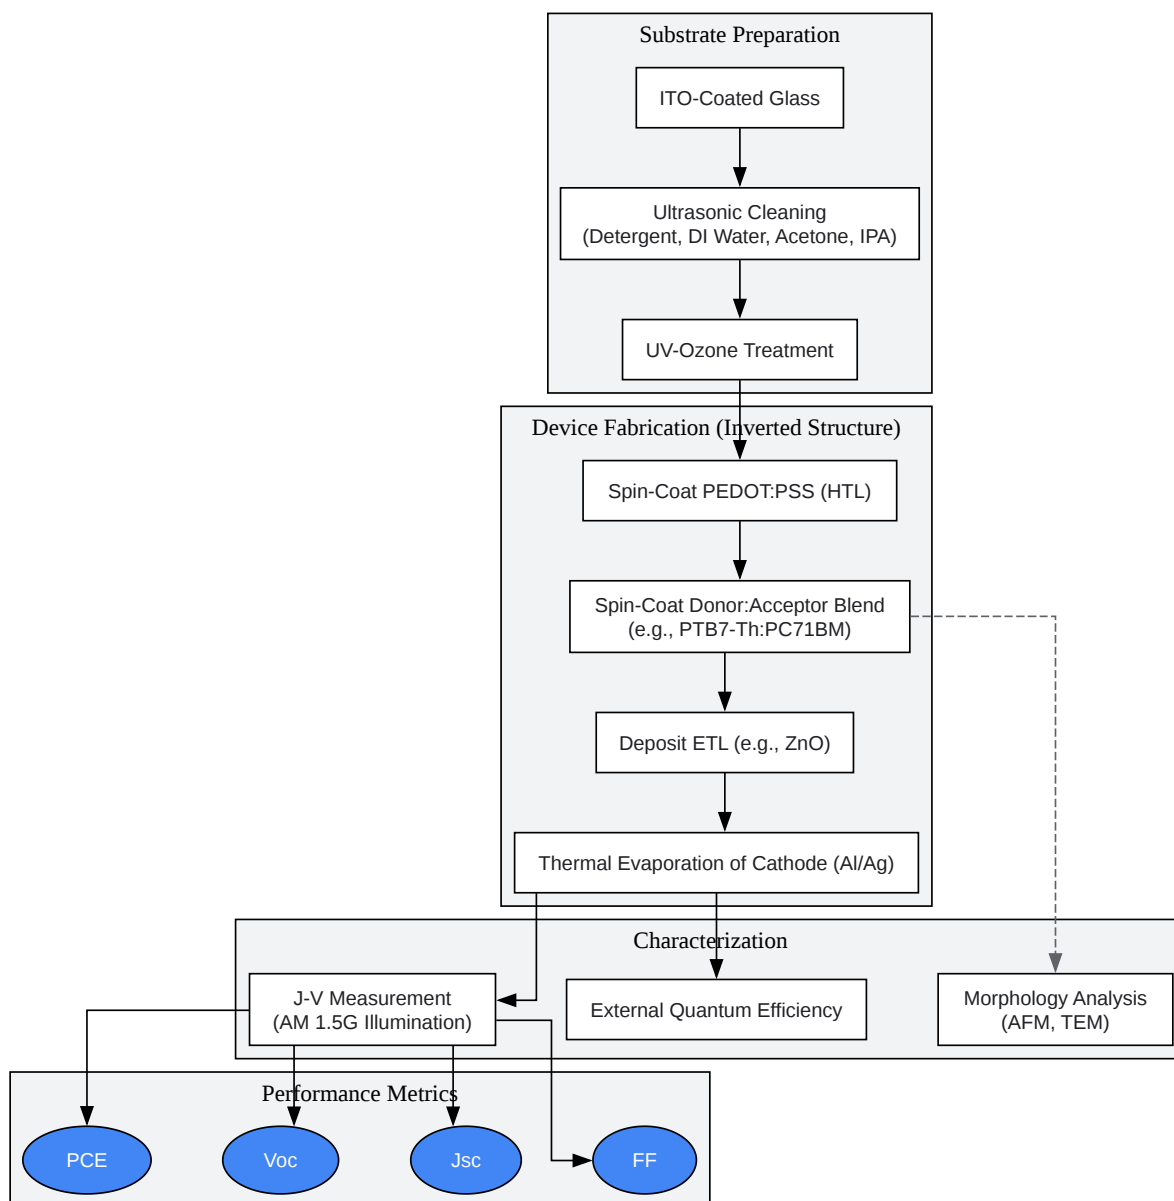 Substrate Preparation
ITO-Coated Glass
Ultrasonic Cleaning
(Detergent, DI Water, Acetone, IPA)
UV-Ozone Treatment
Device Fabrication (Inverted Structure)
Spin-Coat PEDOT:PSS (HTL)
Spin-Coat Donor:Acceptor Blend
(e.g., PTB7-Th:PC71BM)
Deposit ETL (e.g., ZnO)
Thermal Evaporation of Cathode (Al/Ag)
Characterization
J-V Measurement
(AM 1.5G Illumination)
External Quantum Efficiency
Morphology Analysis
(AFM, TEM)
Performance Metrics
PCE
Voc
Jsc
FF